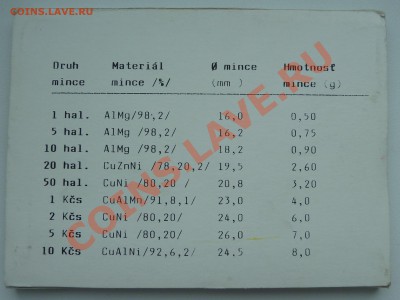 COINS.LAVE.RU
Druh Materiál Ø mince Hmotnosť
mince mince /%/ (mm ) mince (g)
1 hal. AlMg/98,2/ 16,0 0,50
5 hal. AlMg /98,2/ 16,2 0,75
10 hal. AlMg /98,2/ 18,2 0,90
20 hal. CuZnNi /78,20,2/ 19,5 2,60
50 hal. CuNi /80,20 / 20,8 3,20
1 Kčs CuAlMn/91,8,1/ 23,0 4,0
2 Kčs CuNi /80,20/ 24,0 6,0
5 Kčs CuNi /80,20/ 26,0 7,0
10 Kčs CuAlNi/92,6,2/ 24.5 8,0
COINS.LAVE.RU